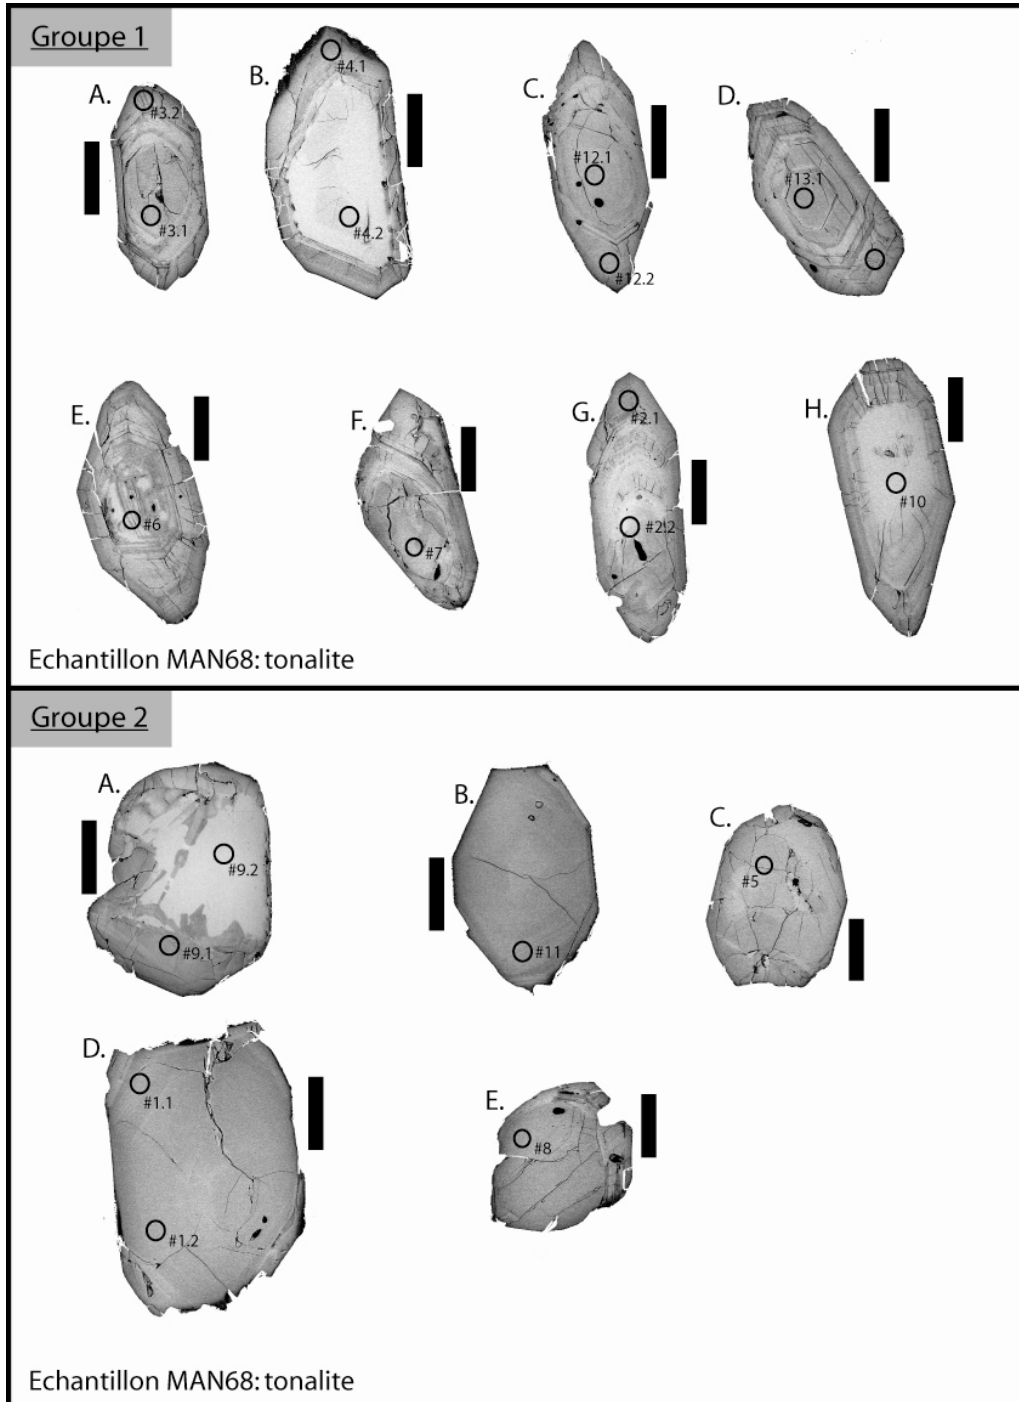 Groupe 1
A.
#3.2
#3.1
B.
#4.1
#4.2
C.
#12.1
#12.2
D.
#13.1
E.
#6
F.
#7
G.
#2.1
#2.2
H.
#10
Echantillon MAN68: tonalite
Groupe 2
A.
#9.2
#9.1
B.
#11
C.
#5
D.
#1.1
#1.2
E.
#8
Echantillon MAN68: tonalite